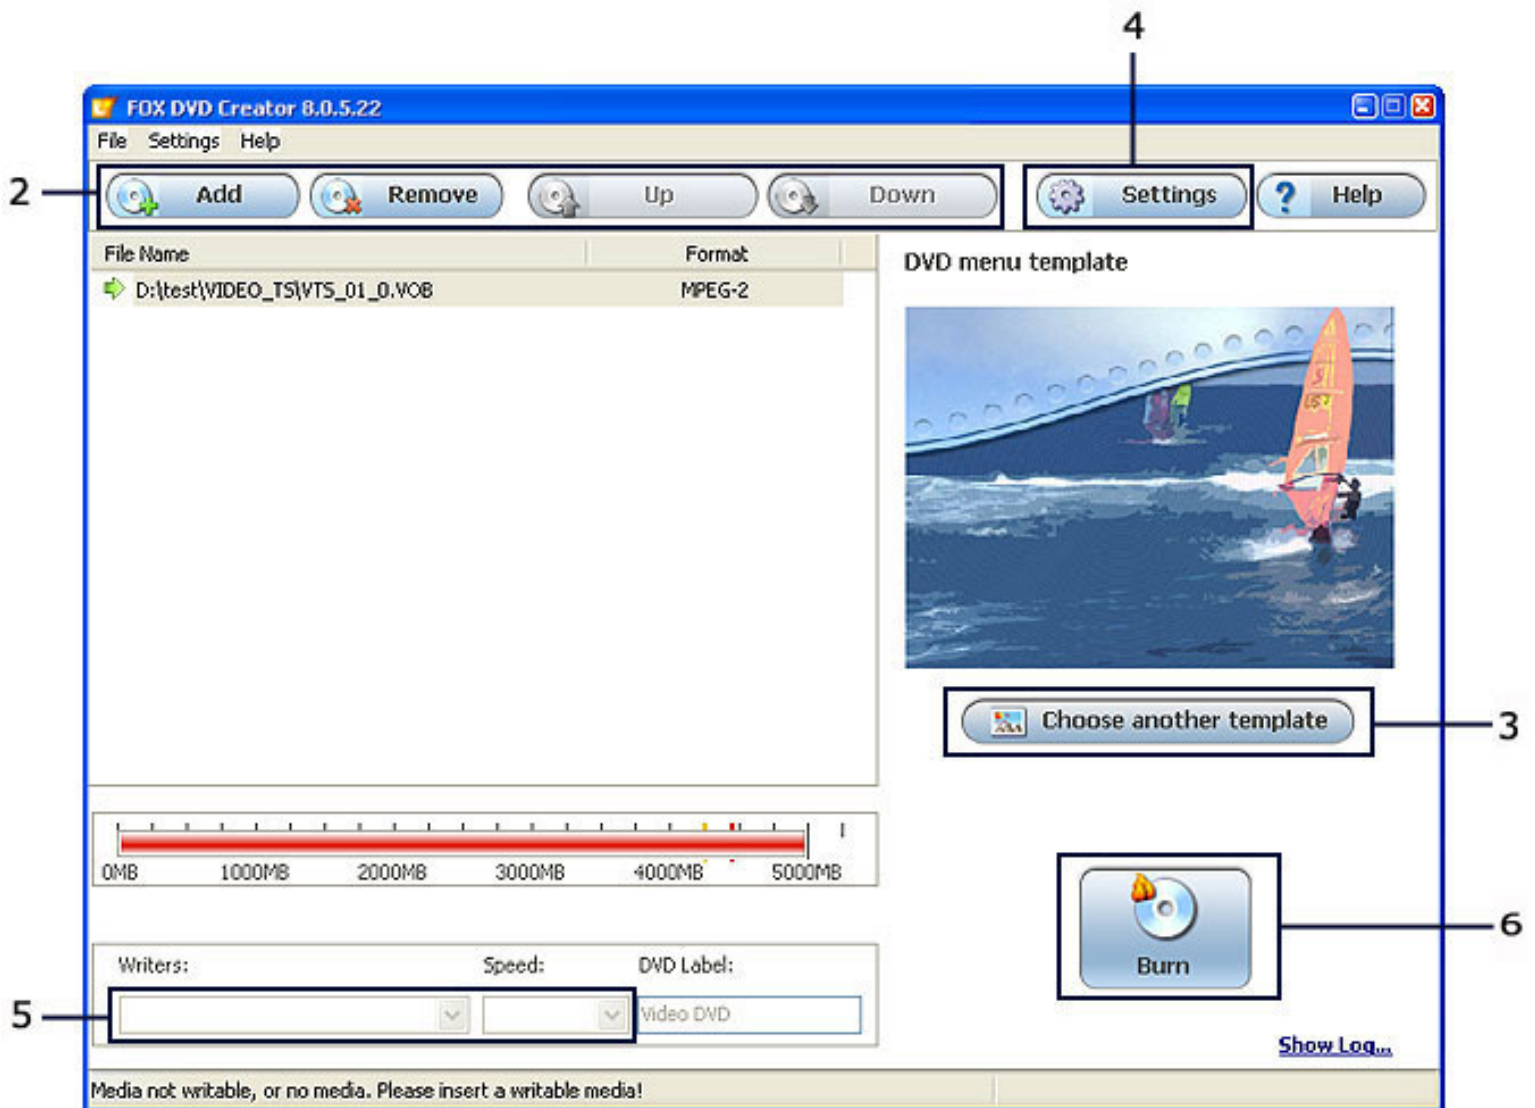 4
FOX DVD Creator 8.0.5.22
File Settings Help
2
Add Remove Up Down Settings ? Help
File Name Format
D:\test\VIDEO_TS\VTS_01_0.VOB MPEG-2
DVD menu template
Choose another template
3
0MB 1000MB 2000MB 3000MB 4000MB 5000MB
Burn
6
Writers: Speed: DVD Label:
5
Video DVD
Show Log...
Media not writable, or no media. Please insert a writable media!